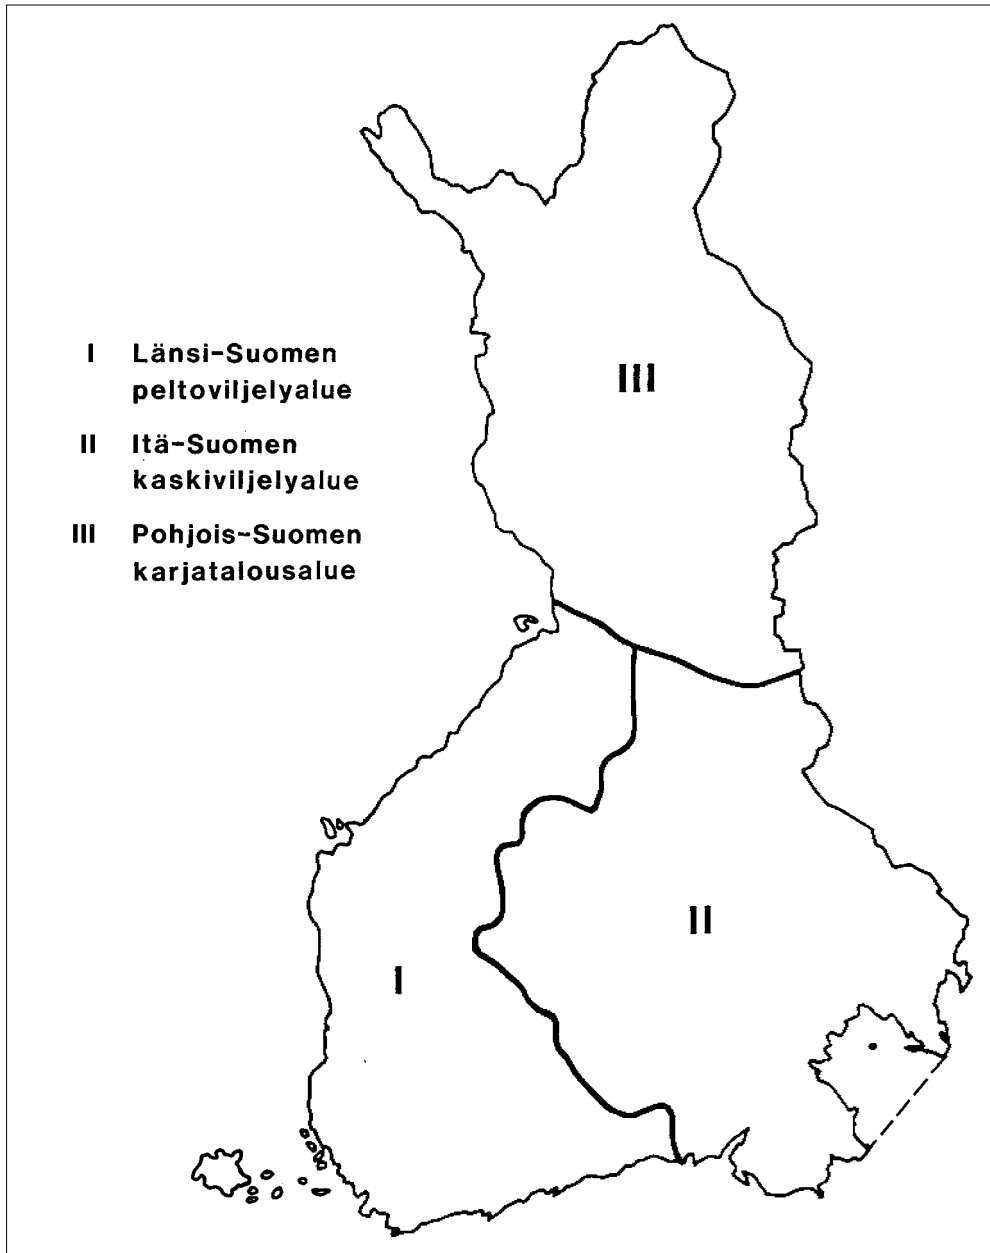 I Länsi-Suomen
peltoviljelyalue
II Itä-Suomen
kaskiviljelyalue
III Pohjois-Suomen
karjatalousalue
III
II
I